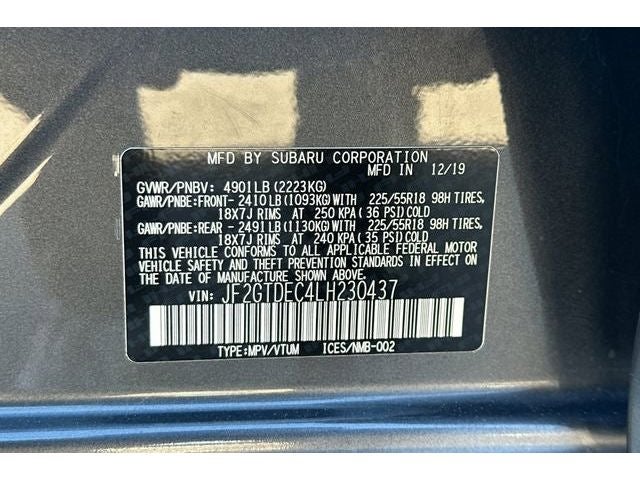 MFD BY SUBARU CORPORATION
MFD IN 12/19
GVWR/PNBV: 4901LB(2223KG)
GAWR/PNBE:FRONT-2410LB(1093KG)WITH 225/55R18 98H TIRES,
18X7J RIMS AT 250 KPA(36 PSI)COLD
GAWR/PNBE:REAR - 2491LB(1130KG)WITH 225/55R18 98H TIRES,
18X7J RIMS AT 240 KPA(35 PSI)COLD
THIS VEHICLE CONFORMS TO ALL APPLICABLE FEDERAL MOTOR
VEHICLE SAFETY AND THEFT PREVENTION STANDARDS IN
EFFECT ON THE DATE OF MANUFACTURE SHOWN ABOVE.
VIN: JF2GTDEC4LH230437
TYPE:MPV/VTUM ICES/NMB-002